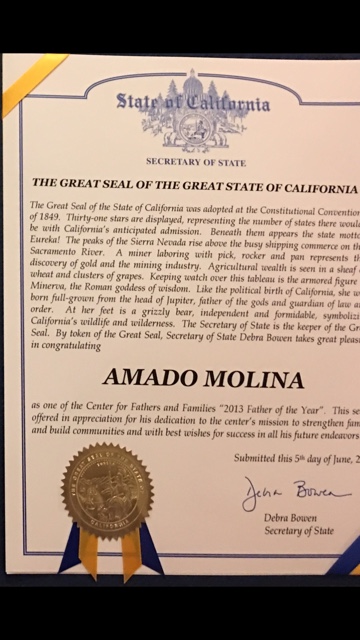 State of California
SECRETARY OF STATE
THE GREAT SEAL OF THE GREAT STATE OF CALIFORNIA
The Great Seal of the State of California was adopted at the Constitutional Convention
of 1849. Thirty-one stars are displayed, representing the number of states there would
be with California's anticipated admission. Beneath them appears the state motto
Eureka! The peaks of the Sierra Nevada rise above the busy shipping commerce on the
Sacramento River. A miner laboring with pick, rocker and pan represents th
discovery of gold and the mining industry. Agricultural wealth is seen in a sheaf
wheat and clusters of grapes. Keeping watch over this tableau is the armored figure
Minerva, the Roman goddess of wisdom. Like the political birth of California, she w
born full-grown from the head of Jupiter, father of the gods and guardian of law a
order. At her feet is a grizzly bear, independent and formidable, symbolizi
California's wildlife and wilderness. The Secretary of State is the keeper of the Gr
Seal. By token of the Great Seal, Secretary of State Debra Bowen takes great pleas
in congratulating
AMADO MOLINA
as one of the Center for Fathers and Families "2013 Father of the Year". This se
offered in appreciation for his dedication to the center's mission to strengthen fam
and build communities and with best wishes for success in all his future endeavors
Submitted this 5th day of June, 2
Debra Bowen
Debra Bowen
Secretary of State
CALIFORNIA